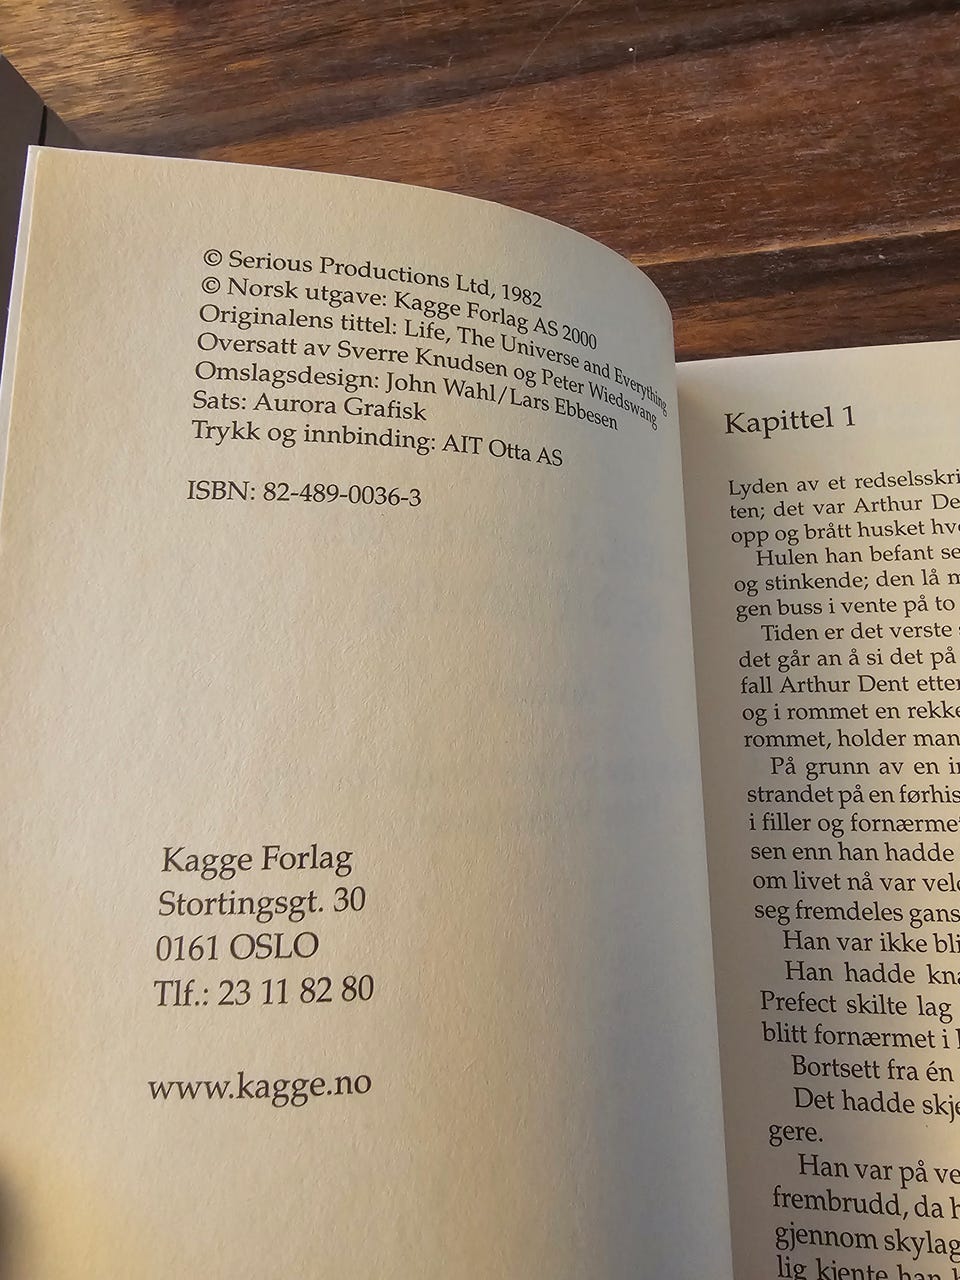 © Serious Productions Ltd, 1982
© Norsk utgave: Kagge Forlag AS 2000
Originalens tittel: Life, The Universe and Everything
Oversatt av Sverre Knudsen og Peter Wiedswang
Omslagsdesign: John Wahl/Lars Ebbesen
Sats: Aurora Grafisk
Trykk og innbinding: AIT Otta AS
ISBN: 82-489-0036-3
Kagge Forlag
Stortingsgt. 30
0161 OSLO
Tlf.: 23 11 82 80
www.kagge.no
Kapittel 1
Lyden av et redselsskri
ten; det var Arthur De
opp og brått husket hv
Hulen han befant se
og stinkende; den lå m
gen buss i vente på to
Tiden er det verste
det går an å si det på
fall Arthur Dent etter
og i rommet en rekke
rommet, holder man
På grunn av en i
strandet på en førhis
i filler og fornærme
sen enn han hadde
om livet nå var vel
seg fremdeles gans
Han var ikke bli
Han hadde kna
Prefect skilte lag
blitt fornærmet i
Bortsett fra én
Det hadde skje
gere.
Han var på ve
frembrudd, da h
gjennom skylag
lig kjente han